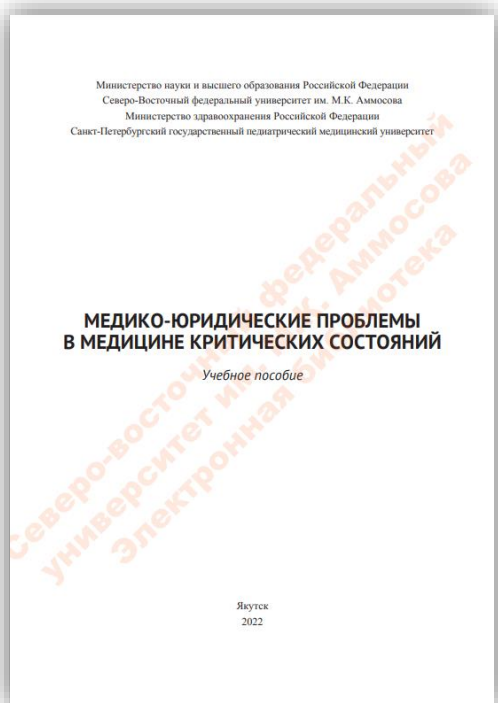 Министерство науки и высшего образования Российской Федерации
Северо-Восточный федеральный университет им. М.К. Аммосова
Министерство здравоохранения Российской Федерации
Санкт-Петербургский государственный педиатрический медицинский университет
МЕДИКО-ЮРИДИЧЕСКИЕ ПРОБЛЕМЫ
В МЕДИЦИНЕ КРИТИЧЕСКИХ СОСТОЯНИЙ
Учебное пособие
Северо-восточный федеральный
университет им. М.К. Аммосова
Электронная библиотека
Якутск
2022